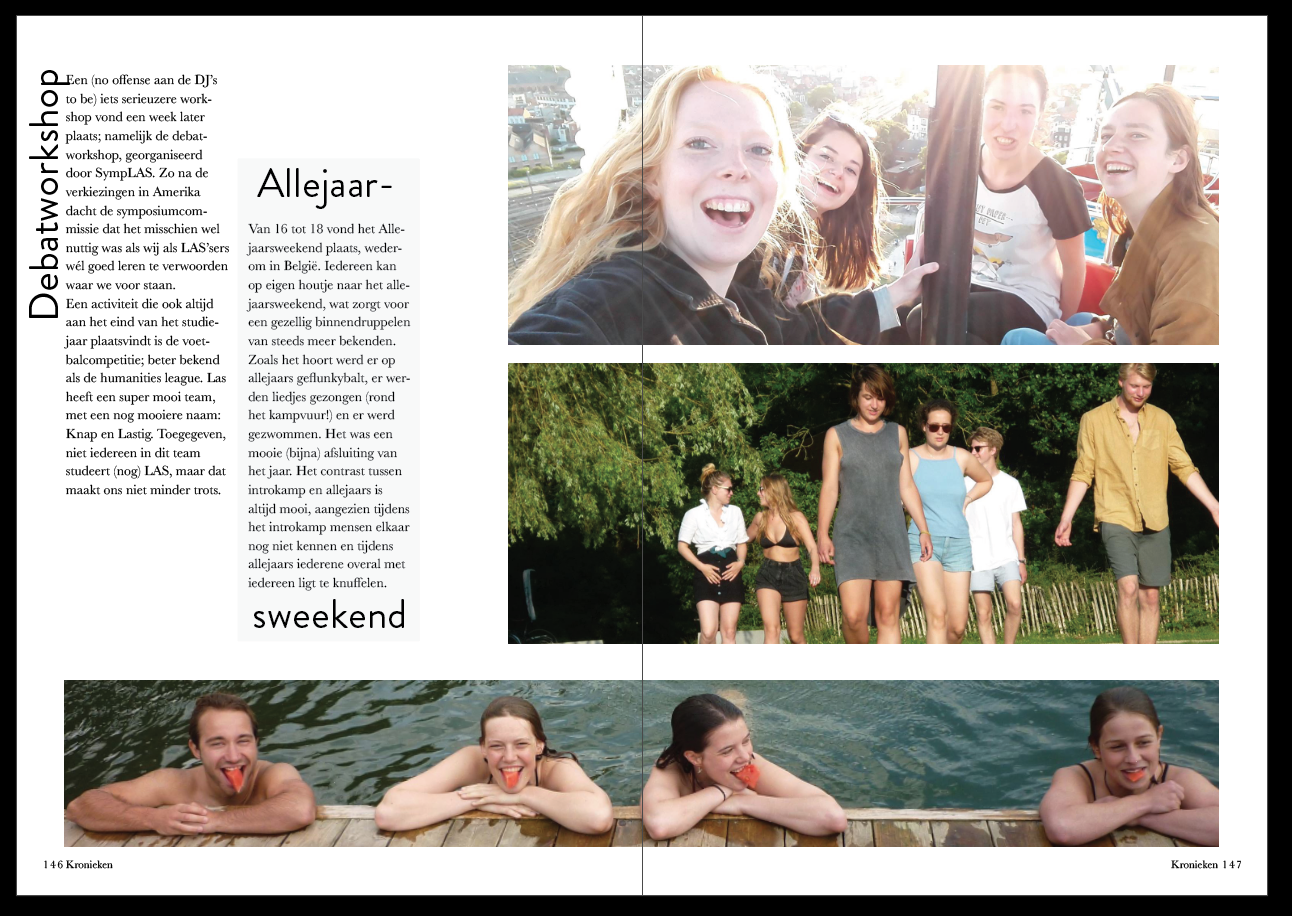 Debatworkshop
Een (no offense aan de DJ's
to be) iets serieuzere work-
shop vond een week later
plaats; namelijk de debat-
workshop, georganiseerd
door SympLAS. Zo na de
verkiezingen in Amerika
dacht de symposiumcom-
missie dat het misschien wel
nuttig was als wij als LAS'sers
wél goed leren te verwoorden
waar we voor staan.
Een activiteit die ook altijd
aan het eind van het studie-
jaar plaatsvindt is de voet-
balcompetitie; beter bekend
als de humanities league. Las
heeft een super mooi team,
met een nog mooiere naam:
Knap en Lastig. Toegegeven,
niet iedereen in dit team
studeert (nog) LAS, maar dat
maakt ons niet minder trots.
Allejaar-
Van 16 tot 18 vond het Alle-
jaarsweekend plaats, weder-
om in België. Iedereen kan
op eigen houtje naar het alle-
jaarsweekend, wat zorgt voor
een gezellig binnendruppelen
van steeds meer bekenden.
Zoals het hoort werd er op
allejaars geflunkybalt, er wer-
den liedjes gezongen (rond
het kampvuur!) en er werd
gezwommen. Het was een
mooie (bijna) afsluiting van
het jaar. Het contrast tussen
introkamp en allejaars is
altijd mooi, aangezien tijdens
het introkamp mensen elkaar
nog niet kennen en tijdens
allejaars iederene overal met
iedereen ligt te knuffelen.
sweekend
146 Kronieken
Kronieken 147